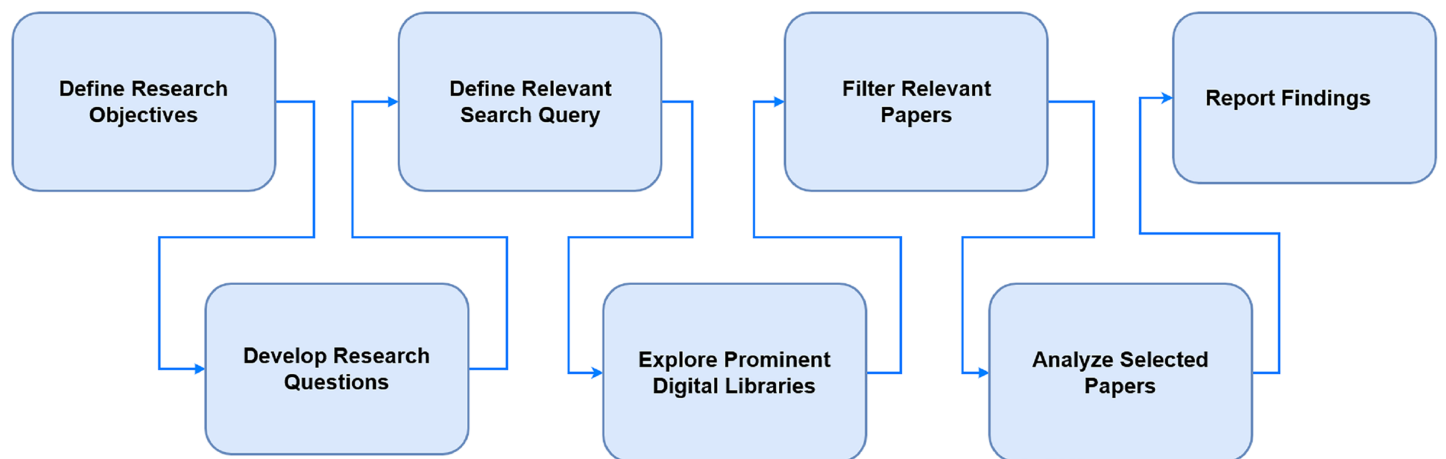 Define Research
Objectives
Develop Research
Questions
Define Relevant
Search Query
Explore Prominent
Digital Libraries
Filter Relevant
Papers
Analyze Selected
Papers
Report Findings